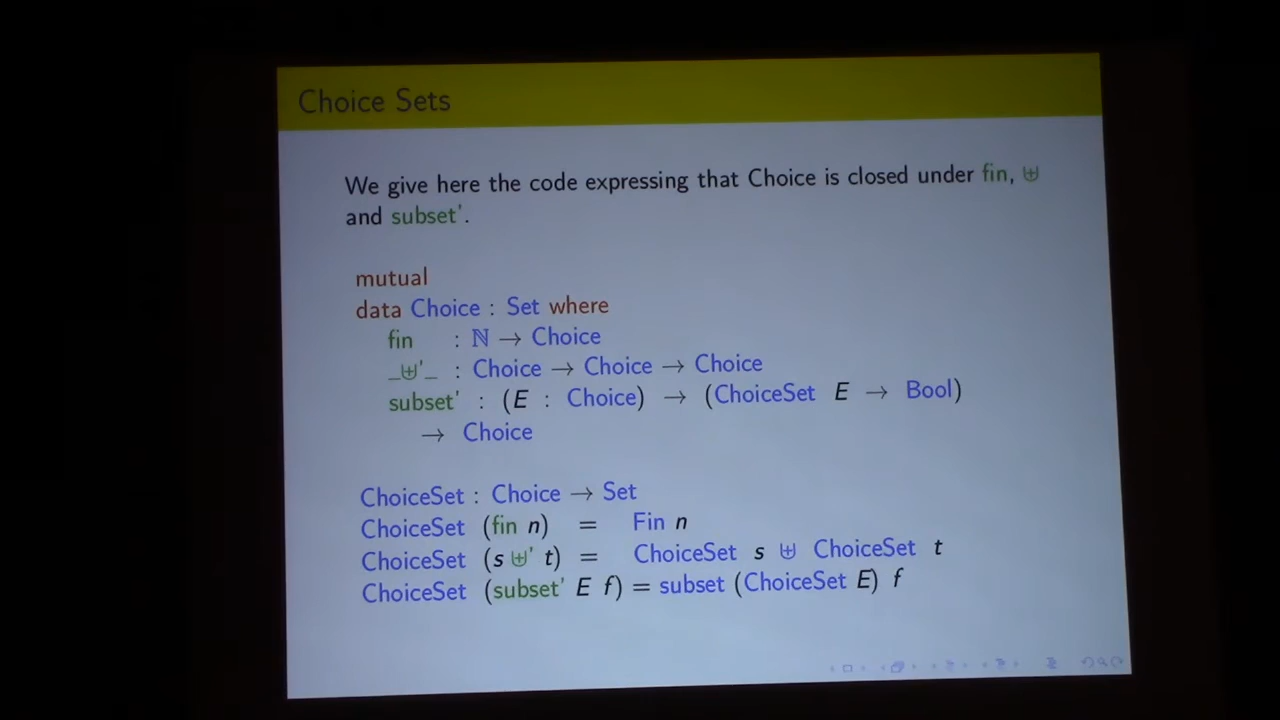 Choice Sets
We give here the code expressing that Choice is closed under fin, ⊎
and subset'.
mutual
data Choice : Set where
fin : ℕ → Choice
_⊎'_ : Choice → Choice → Choice
subset' : (E : Choice) → (ChoiceSet E → Bool)
→ Choice
ChoiceSet : Choice → Set
ChoiceSet (fin n) = Fin n
ChoiceSet (s ⊎' t) = ChoiceSet s ⊎ ChoiceSet t
ChoiceSet (subset' E f) = subset (ChoiceSet E) f